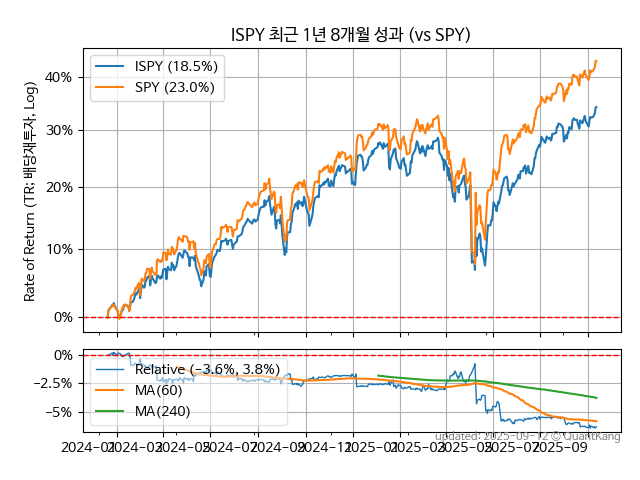 ISPY 최근 1년 8개월 성과 (vs SPY)
ISPY (18.5%)
SPY (23.0%)
Rate of Return (TR: 배당재투자, Log)
40%
30%
20%
10%
0%
0%
−2.5%
−5%
Relative (−3.6%, 3.8%)
MA(60)
MA(240)
2024-01
2024-03
2024-05
2024-07
2024-09
2024-11
2025-01
2025-03
2025-05
2025-07
2025-09
updated: 2025-09-12 © QuantKang